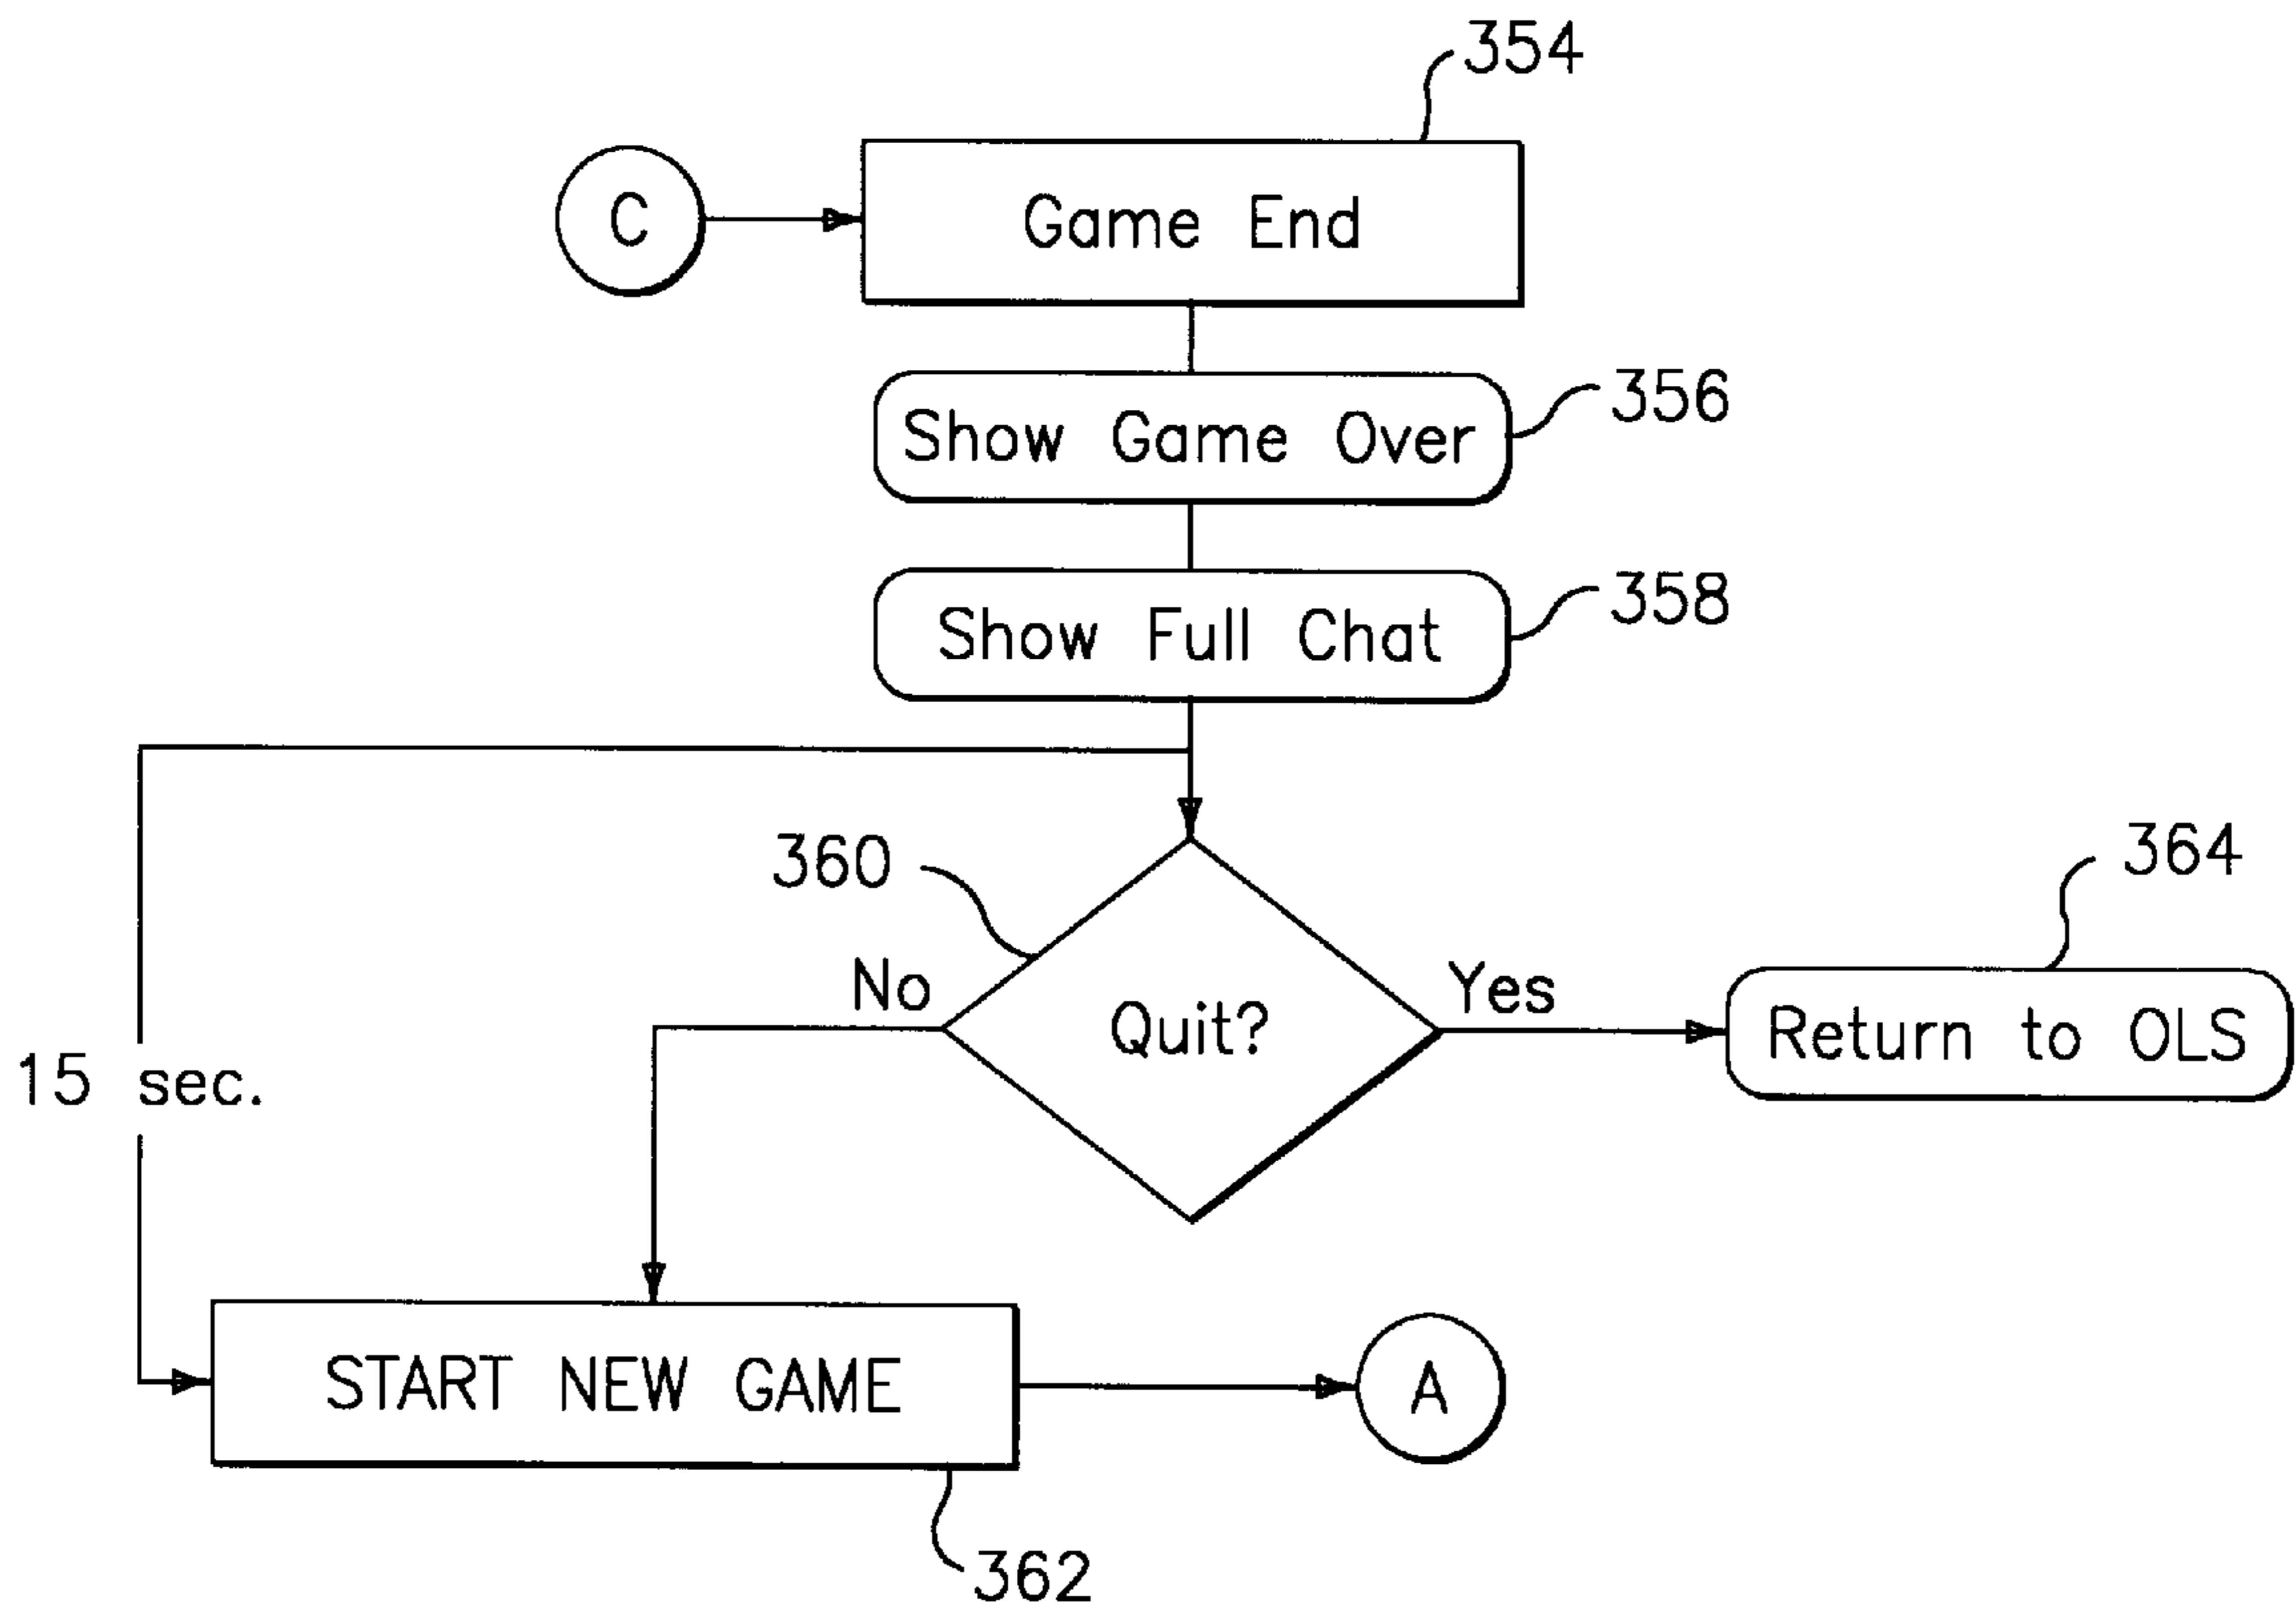 354
C
Game End
356
Show Game Over
358
Show Full Chat
360
364
No
Yes
Quit?
Return to OLS
15 sec.
START NEW GAME
A
362